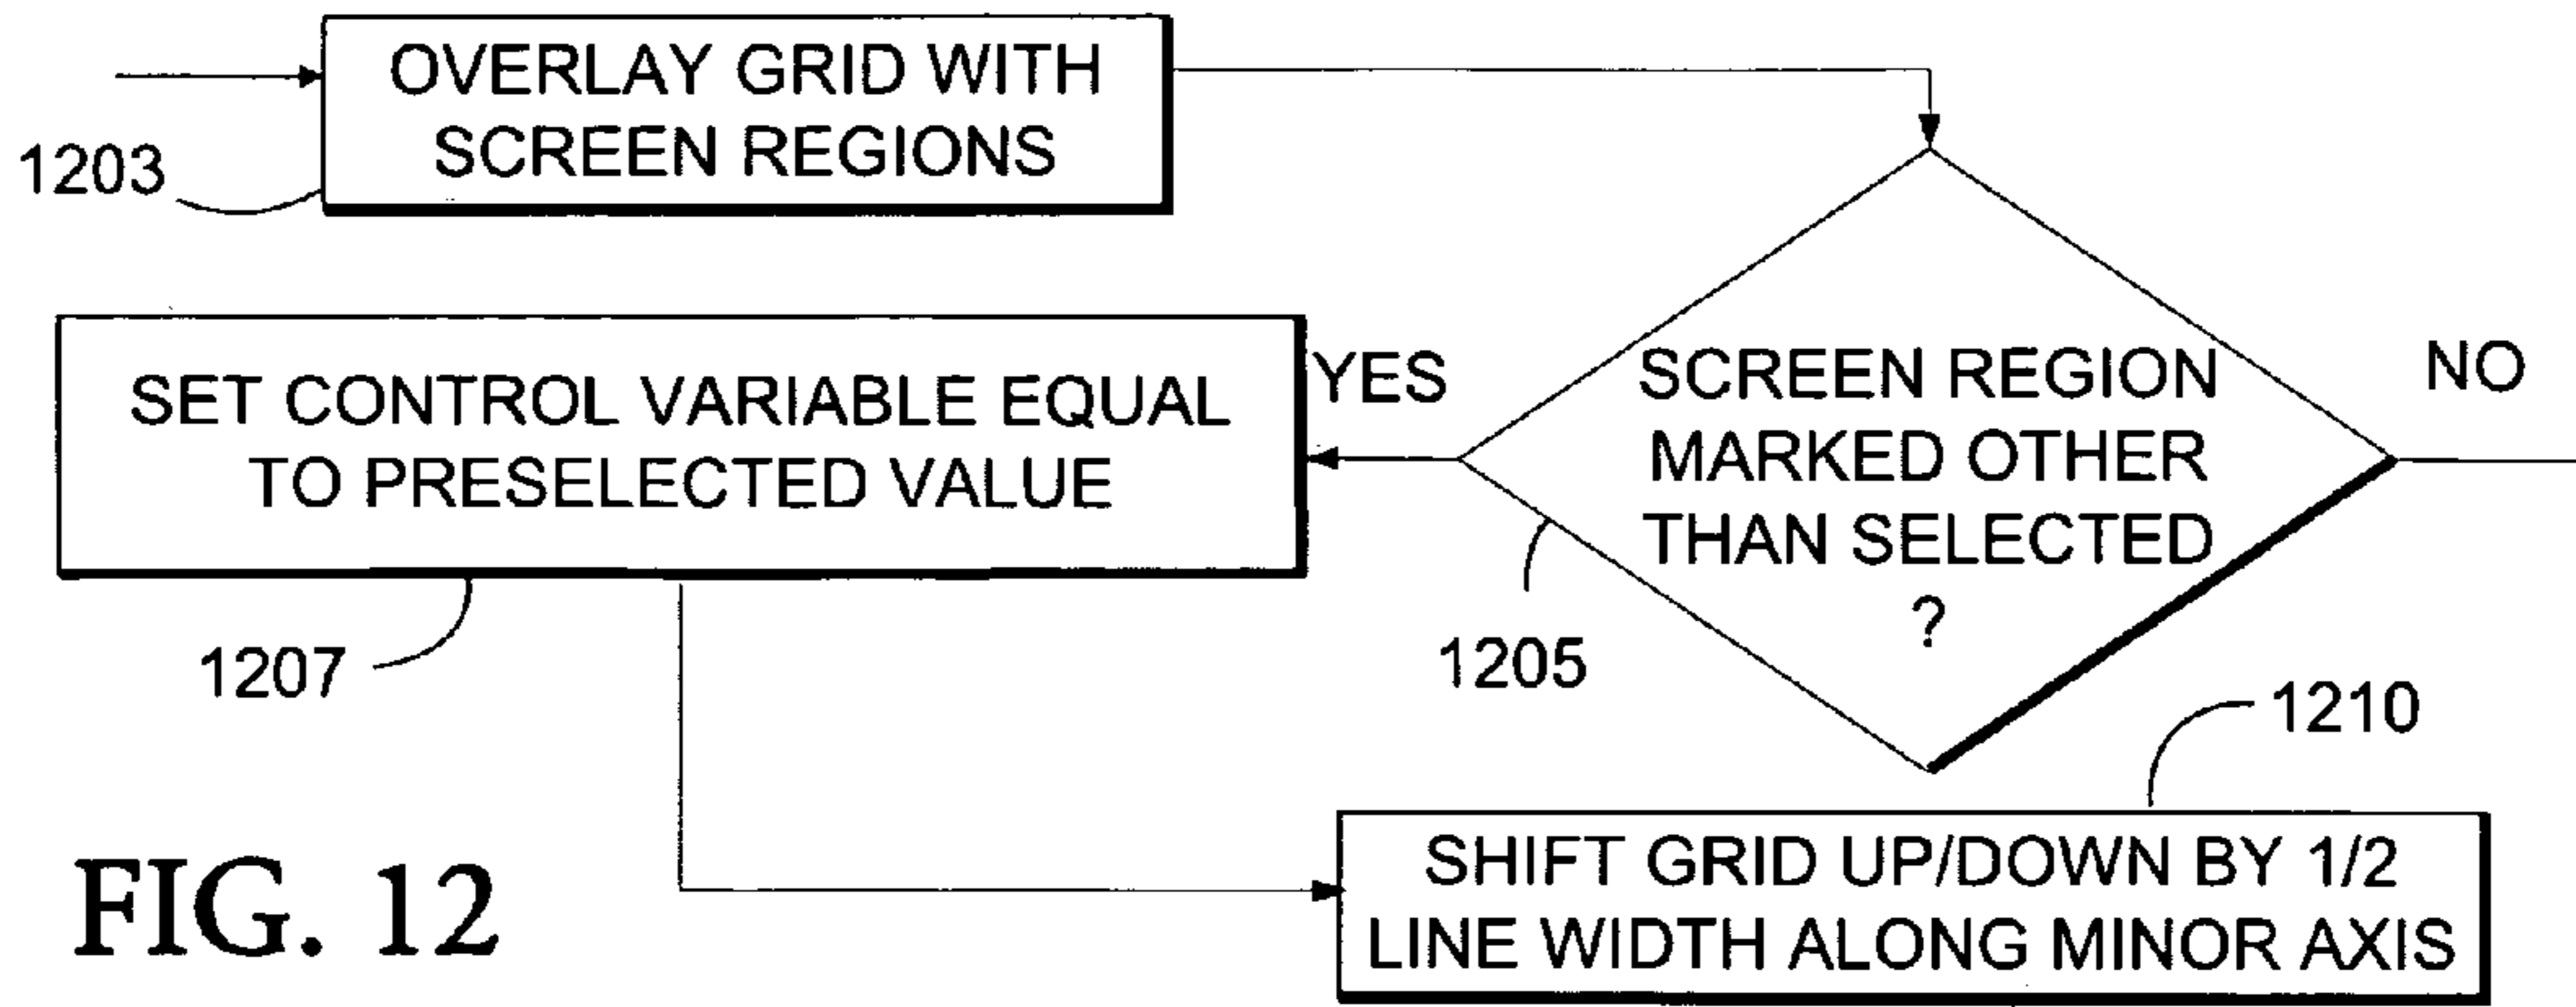 OVERLAY GRID WITH
SCREEN REGIONS
1203
SET CONTROL VARIABLE EQUAL
TO PRESELECTED VALUE
1207
YES
SCREEN REGION
MARKED OTHER
THAN SELECTED
?
NO
1205
1210
SHIFT GRID UP/DOWN BY 1/2
LINE WIDTH ALONG MINOR AXIS
FIG. 12